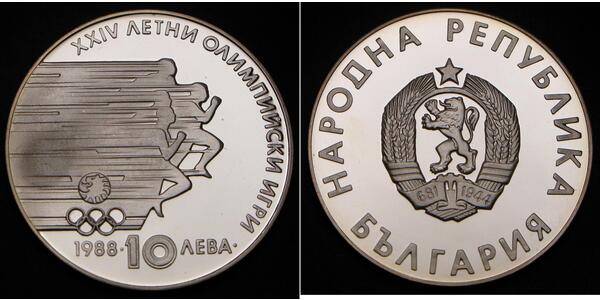 XXIV ЛЕТНИ ОЛИМПИЙСКИ ИГРИ
1988·10 ЛЕВА·
НАРОДНА РЕПУБЛИКА
БЪЛГАРИЯ
681 1944